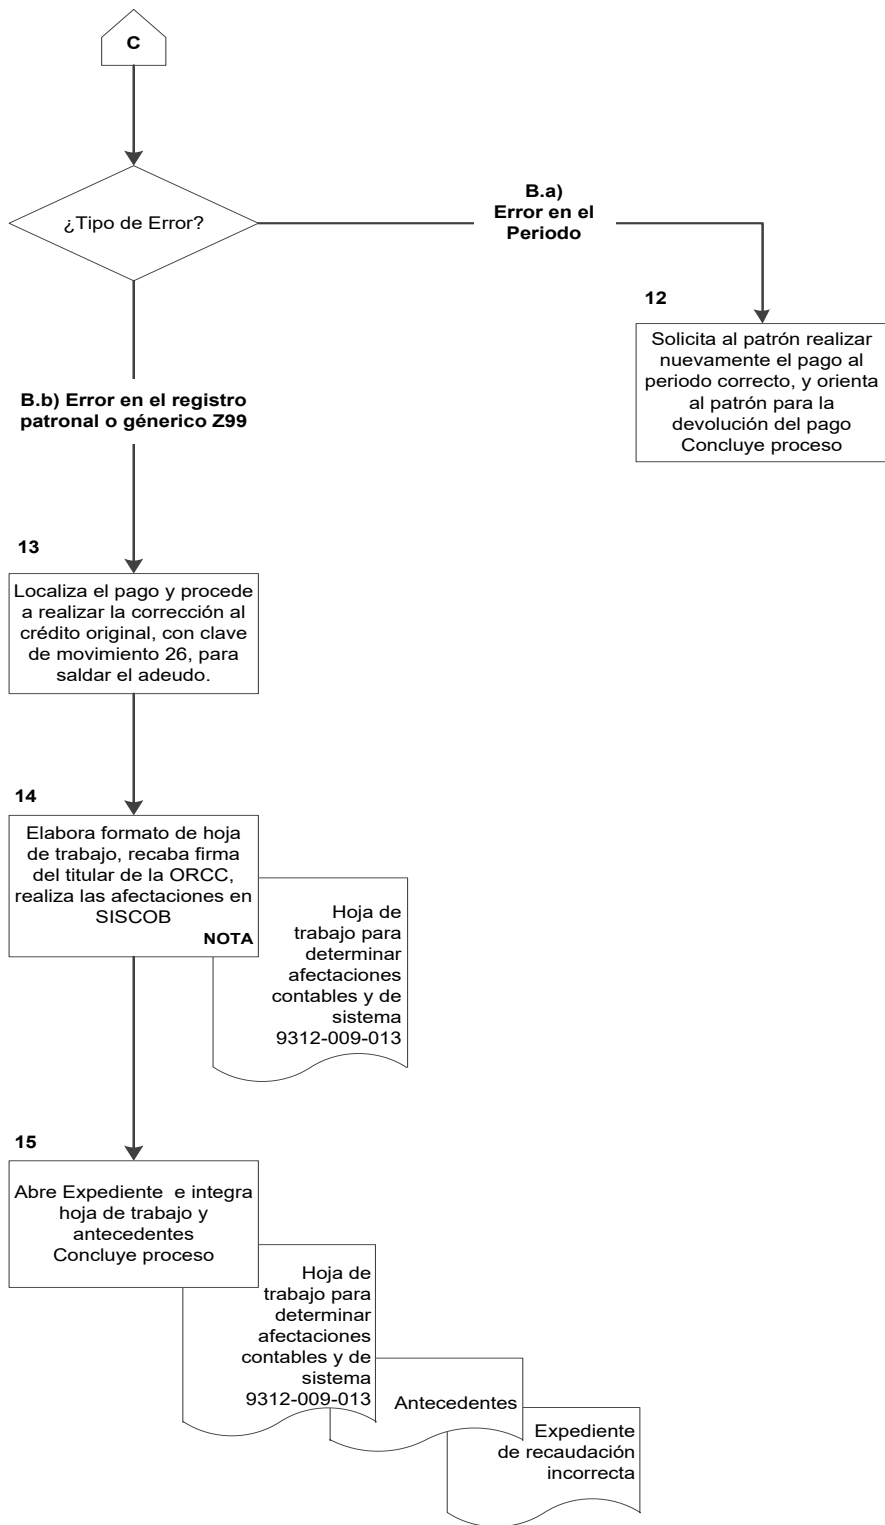 C
¿Tipo de Error?
B.a)
Error en el
Periodo
12
Solicita al patrón realizar
nuevamente el pago al
periodo correcto, y orienta
al patrón para la
devolución del pago
Concluye proceso
B.b) Error en el registro
patronal o génerico Z99
13
Localiza el pago y procede
a realizar la corrección al
crédito original, con clave
de movimiento 26, para
saldar el adeudo.
14
Elabora formato de hoja
de trabajo, recaba firma
del titular de la ORCC,
realiza las afectaciones en
SISCOB
NOTA
Hoja de
trabajo para
determinar
afectaciones
contables y de
sistema
9312-009-013
15
Abre Expediente e integra
hoja de trabajo y
antecedentes
Concluye proceso
Hoja de
trabajo para
determinar
afectaciones
contables y de
sistema
9312-009-013
Antecedentes
Expediente
de recaudación
incorrecta